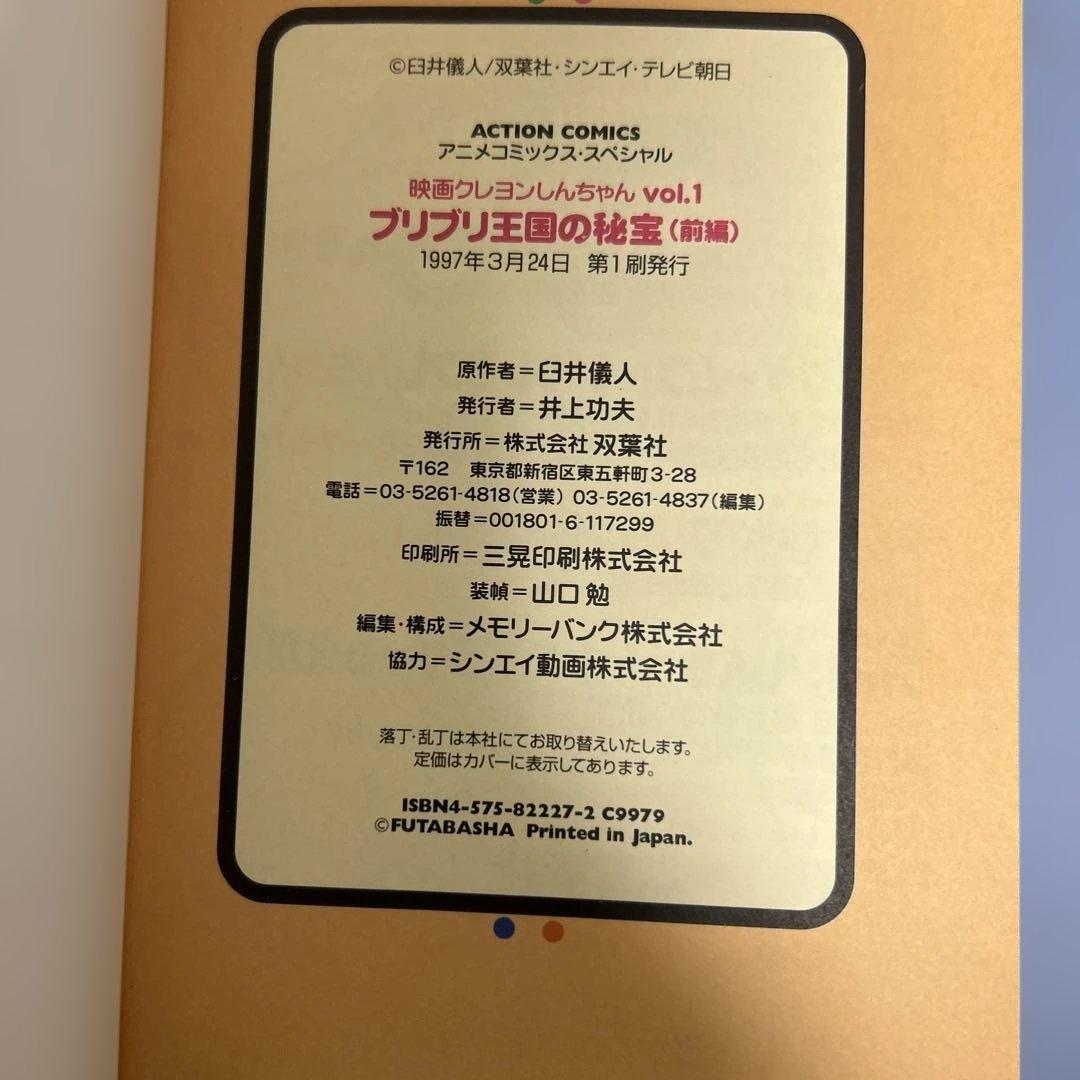 ©臼井儀人/双葉社・シンエイ・テレビ朝日
ACTION COMICS
アニメコミックス・スペシャル
映画クレヨンしんちゃん vol.1
ブリブリ王国の秘宝(前編)
1997年3月24日 第1刷発行
原作者＝臼井儀人
発行者＝井上功夫
発行所＝株式会社 双葉社
〒162 東京都新宿区東五軒町3-28
電話＝03-5261-4818(営業) 03-5261-4837(編集)
振替＝001801-6-117299
印刷所＝三晃印刷株式会社
装幀＝山口 勉
編集・構成＝メモリーバンク株式会社
協力＝シンエイ動画株式会社
落丁・乱丁は本社にてお取り替えいたします。
定価はカバーに表示してあります。
ISBN4-575-82227-2 C9979
©FUTABASHA Printed in Japan.